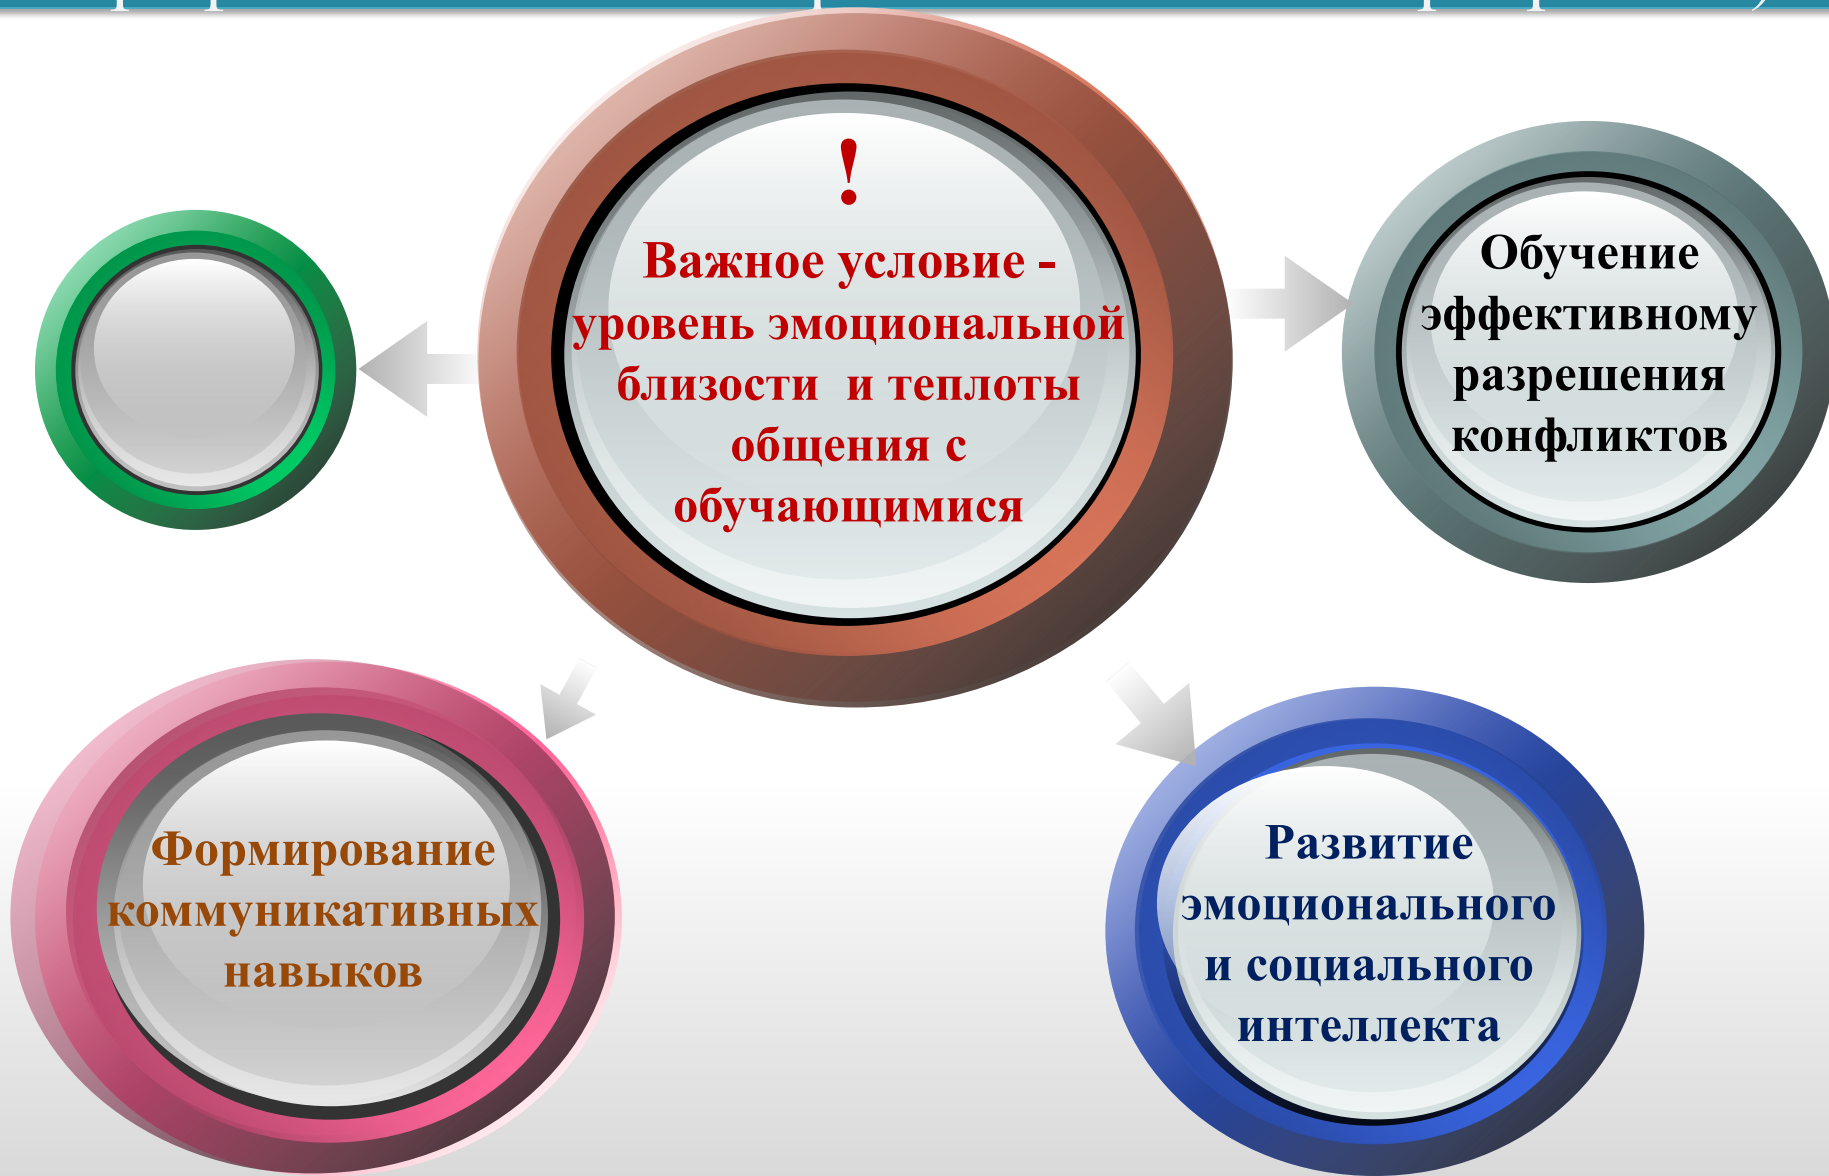 !
Важное условие -
уровень эмоциональной
близости и теплоты
общения с
обучающимися
Обучение
эффективному
разрешения
конфликтов
Формирование
коммуникативных
навыков
Развитие
эмоционального
и социального
интеллекта